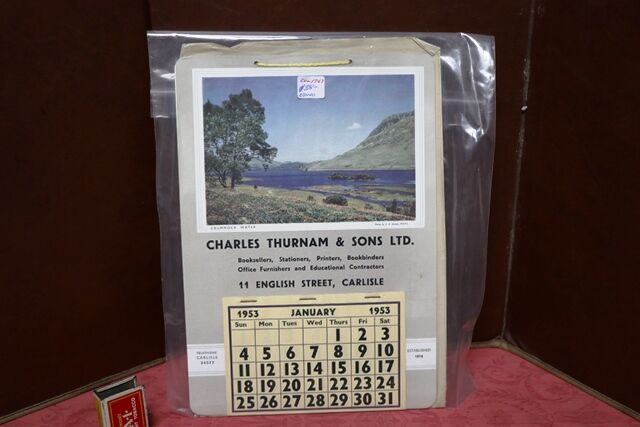 $38-
CRUMMOCK WATER
CHARLES THURNAM & SONS LTD.
Booksellers, Stationers, Printers, Bookbinders
Office Furnishers and Educational Contractors
11 ENGLISH STREET, CARLISLE
1953 JANUARY 1953
Sun Mon Tues Wed Thurs Fri Sat
1 2 3
4 5 6 7 8 9 10
11 12 13 14 15 16 17
18 19 20 21 22 23 24
25 26 27 28 29 30 31
TELEPHONE
CARLISLE
ESTABLISHED
1816
TOBACCO